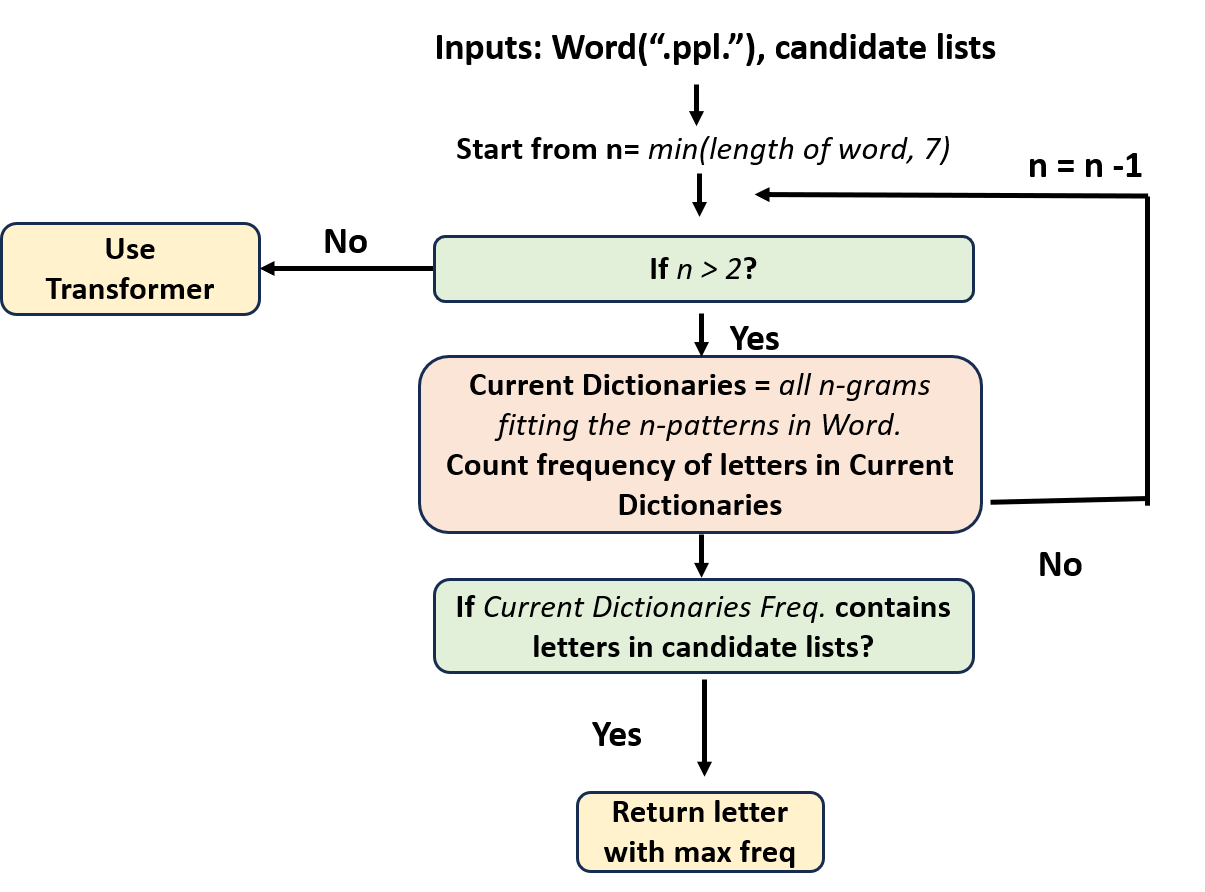 Inputs: Word(“.ppl.”), candidate lists
Start from n= min(length of word, 7)
n = n -1
No
Use
Transformer
If n > 2?
Yes
Current Dictionaries = all n-grams
fitting the n-patterns in Word.
Count frequency of letters in Current
Dictionaries
No
If Current Dictionaries Freq. contains
letters in candidate lists?
Yes
Return letter
with max freq